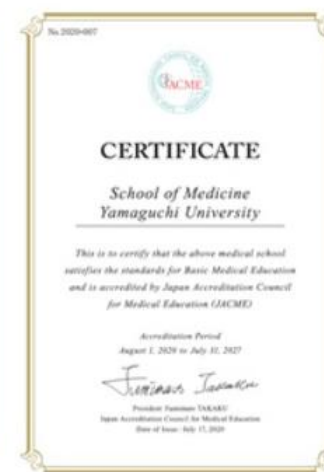 No.2020-007
JACME
CERTIFICATE
School of Medicine
Yamaguchi University
This is to certify that the above medical school
satisfies the standards for Basic Medical Education
and is accredited by Japan Accreditation Council
for Medical Education (JACME)
Accreditation Period
August 1, 2020 to July 31, 2027
President Fumimaro TAKAKU
Japan Accreditation Council for Medical Education
Date of Issue: July 17, 2020